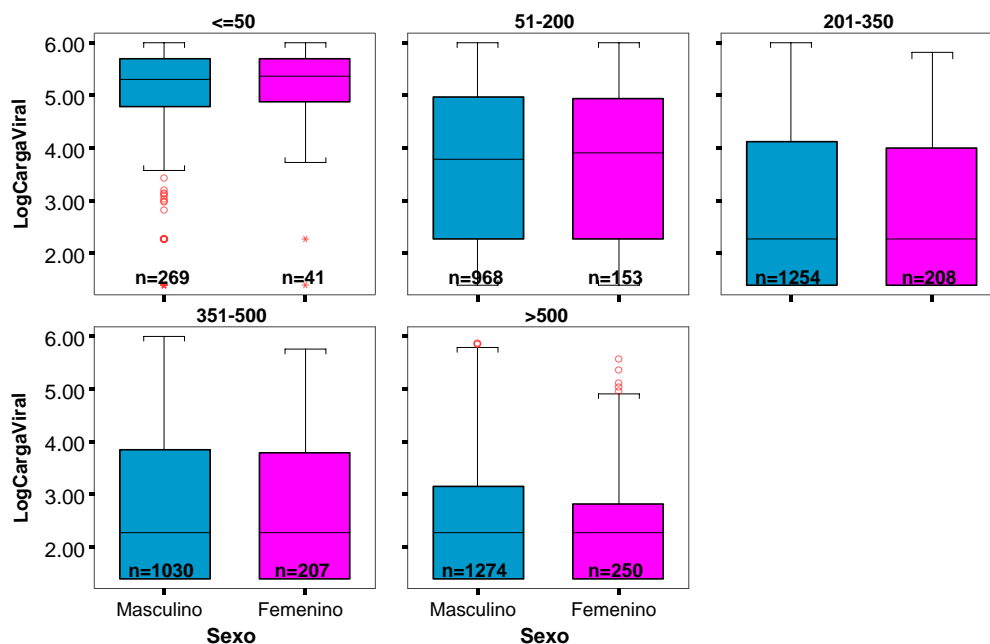 <=50
51-200
201-350
LogCargaViral
6.00
5.00
4.00
3.00
2.00
n=269
n=41
n=968
n=153
n=1254
n=208
351-500
>500
LogCargaViral
6.00
5.00
4.00
3.00
2.00
n=1030
n=207
n=1274
n=250
Masculino
Femenino
Masculino
Femenino
Sexo
Sexo